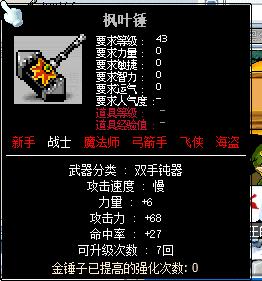 枫叶锤
要求等级: 43
要求力量: 0
要求敏捷: 0
要求智力: 0
要求运气: 0
要求人气度: -
道具等级: -
道具经验值: -
新手 战士 魔法师 弓箭手 飞侠 海盗
武器分类 : 双手钝器
攻击速度 : 慢
力量 : +6
攻击力 : +68
命中率 : +27
可升级次数 : 7回
金锤子已提高的强化次数: 0